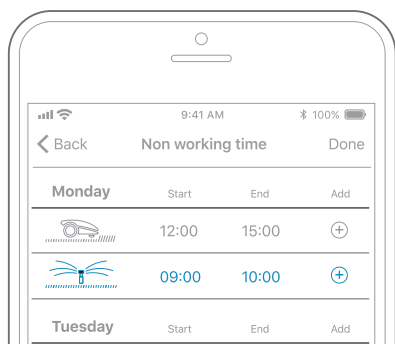 9:41 AM 100%
Back Non working time Done
Monday Start End Add
12:00 15:00
09:00 10:00
Tuesday Start End Add